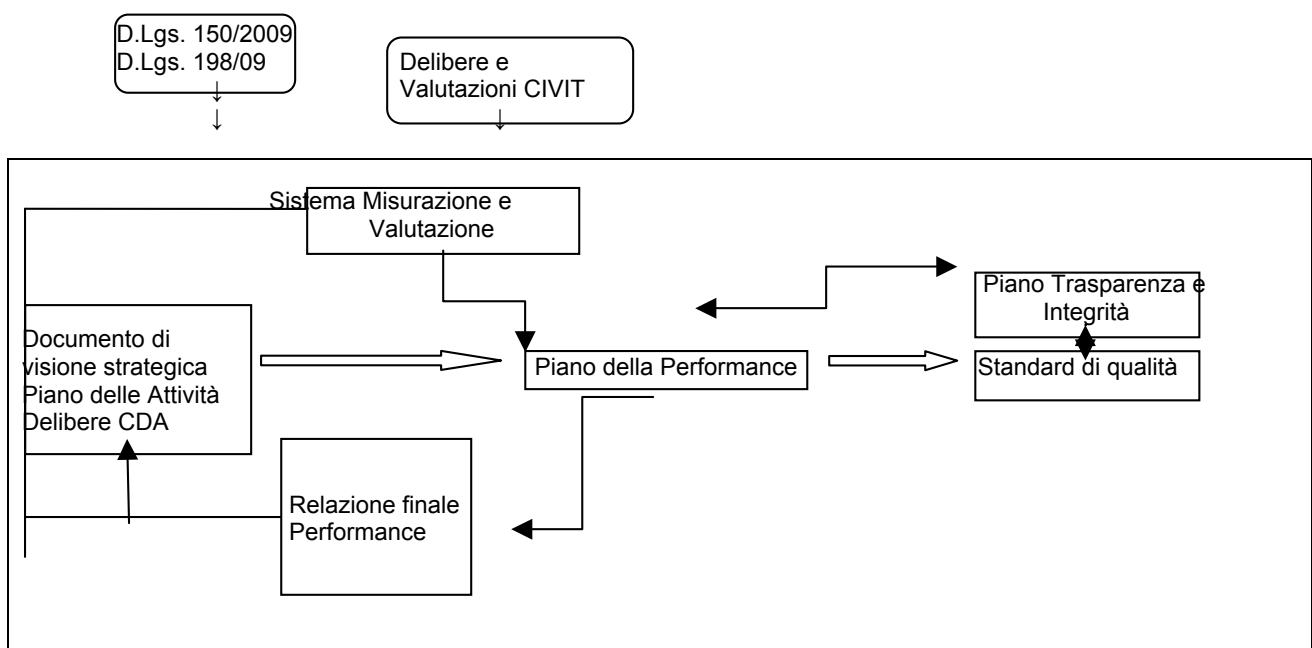 D.Lgs. 150/2009
D.Lgs. 198/09
Delibere e
Valutazioni CIVIT
Sistema Misurazione e
Valutazione
Piano Trasparenza e
Integrità
Documento di
visione strategica
Piano delle Attività
Delibere CDA
Piano della Performance
Standard di qualità
Relazione finale
Performance